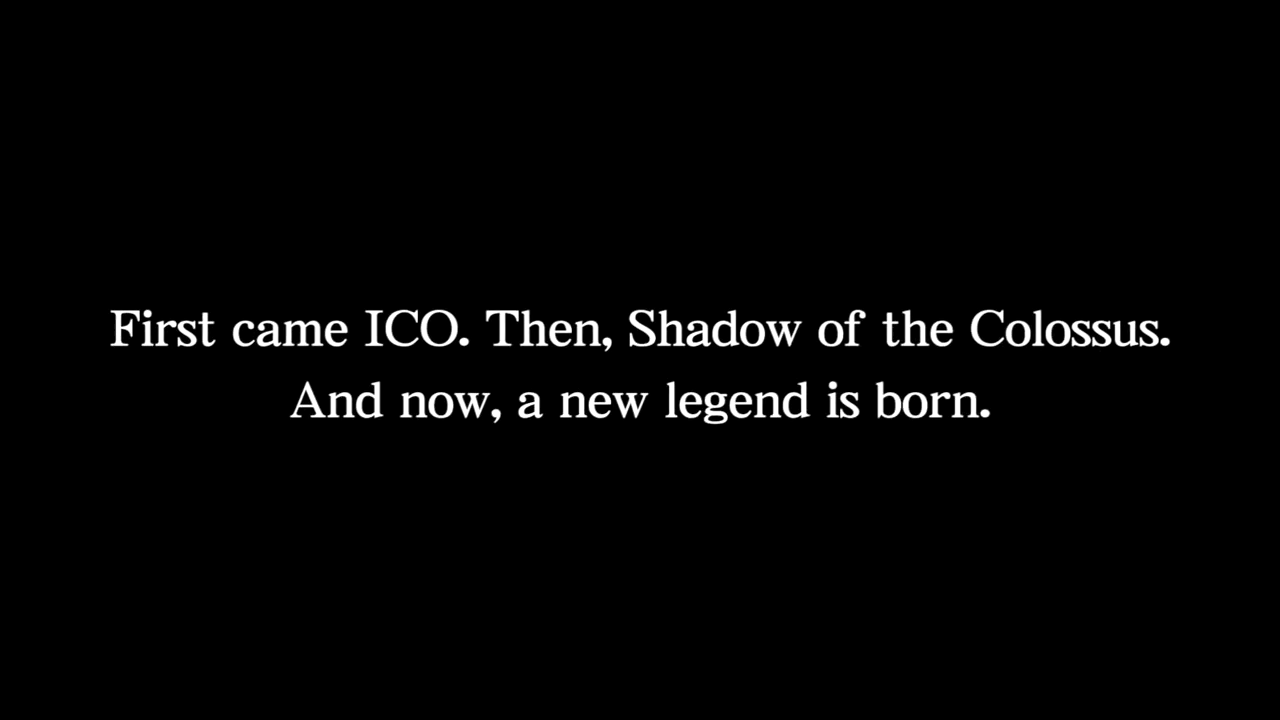 First came ICO. Then, Shadow of the Colossus.
And now, a new legend is born.